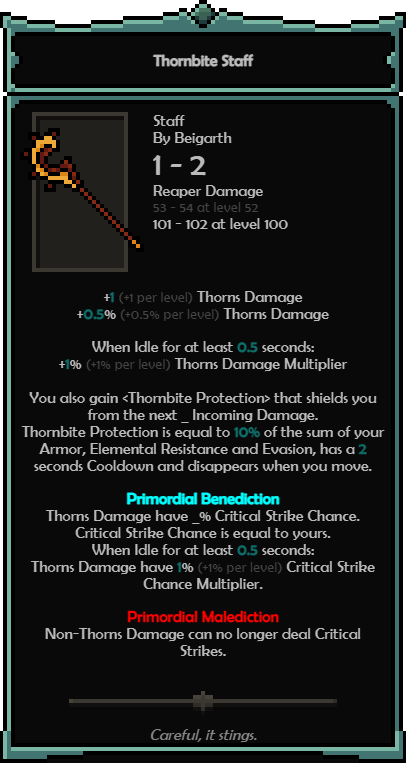 Thornbite Staff
Staff
By Beigarth
1 - 2
Reaper Damage
53 - 54 at level 52
101 - 102 at level 100
+1 (+1 per level) Thorns Damage
+0.5% (+0.5% per level) Thorns Damage
When Idle for at least 0.5 seconds:
+1% (+1% per level) Thorns Damage Multiplier
You also gain <Thornbite Protection> that shields you
from the next _ Incoming Damage.
Thornbite Protection is equal to 10% of the sum of your
Armor, Elemental Resistance and Evasion, has a 2
seconds Cooldown and disappears when you move.
Primordial Benediction
Thorns Damage have _% Critical Strike Chance.
Critical Strike Chance is equal to yours.
When Idle for at least 0.5 seconds:
Thorns Damage have 1% (+1% per level) Critical Strike
Chance Multiplier.
Primordial Malediction
Non-Thorns Damage can no longer deal Critical
Strikes.
Careful, it stings.